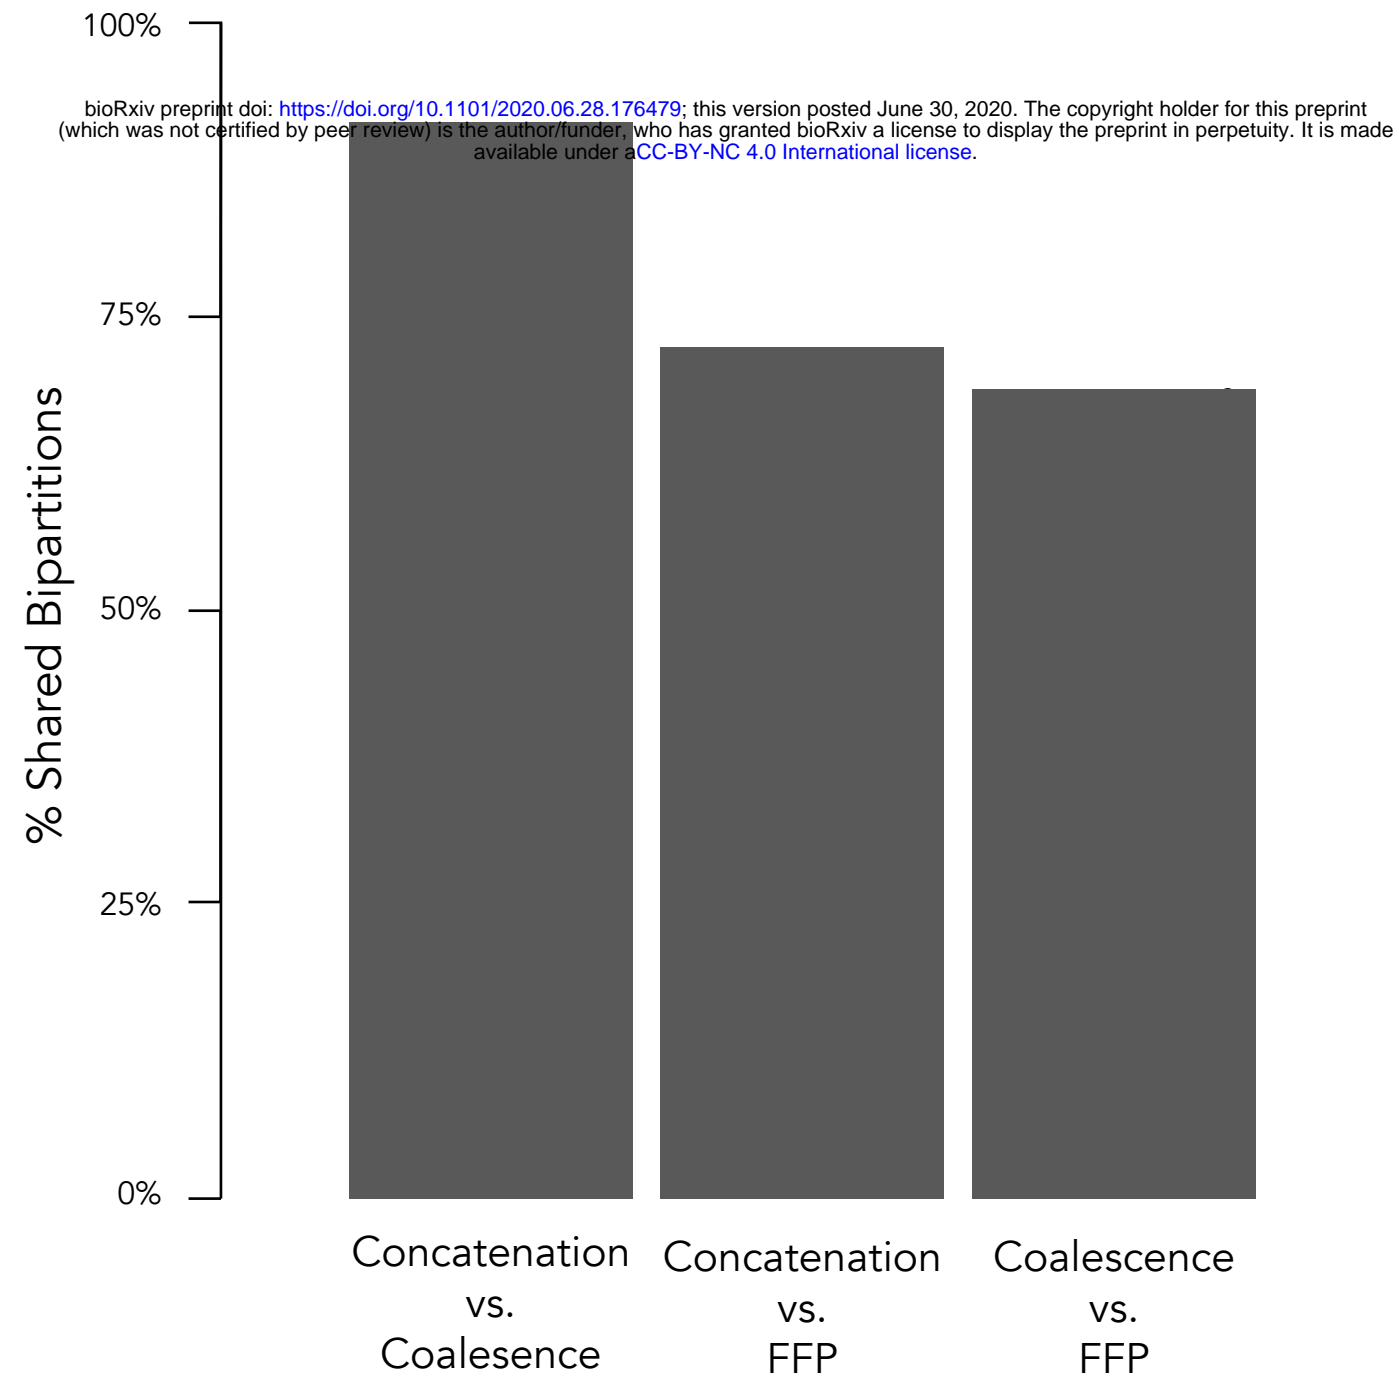 100%
bioRxiv preprint doi: https://doi.org/10.1101/2020.06.28.176479; this version posted June 30, 2020. The copyright holder for this preprint
(which was not certified by peer review) is the author/funder, who has granted bioRxiv a license to display the preprint in perpetuity. It is made
available under aCC-BY-NC 4.0 International license.
75%
50%
25%
0%
% Shared Bipartitions
Concatenation
vs.
Coalesence
Concatenation
vs.
FFP
Coalescence
vs.
FFP